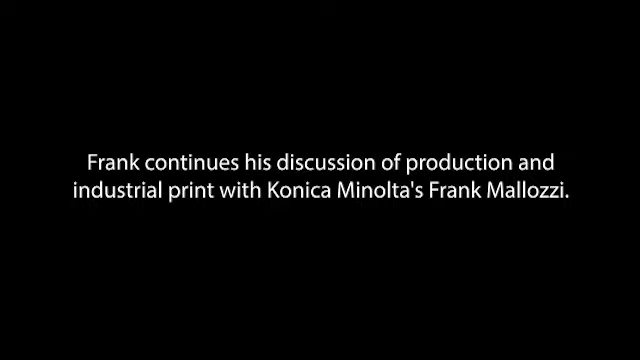 Frank continues his discussion of production and
industrial print with Konica Minolta's Frank Mallozzi.